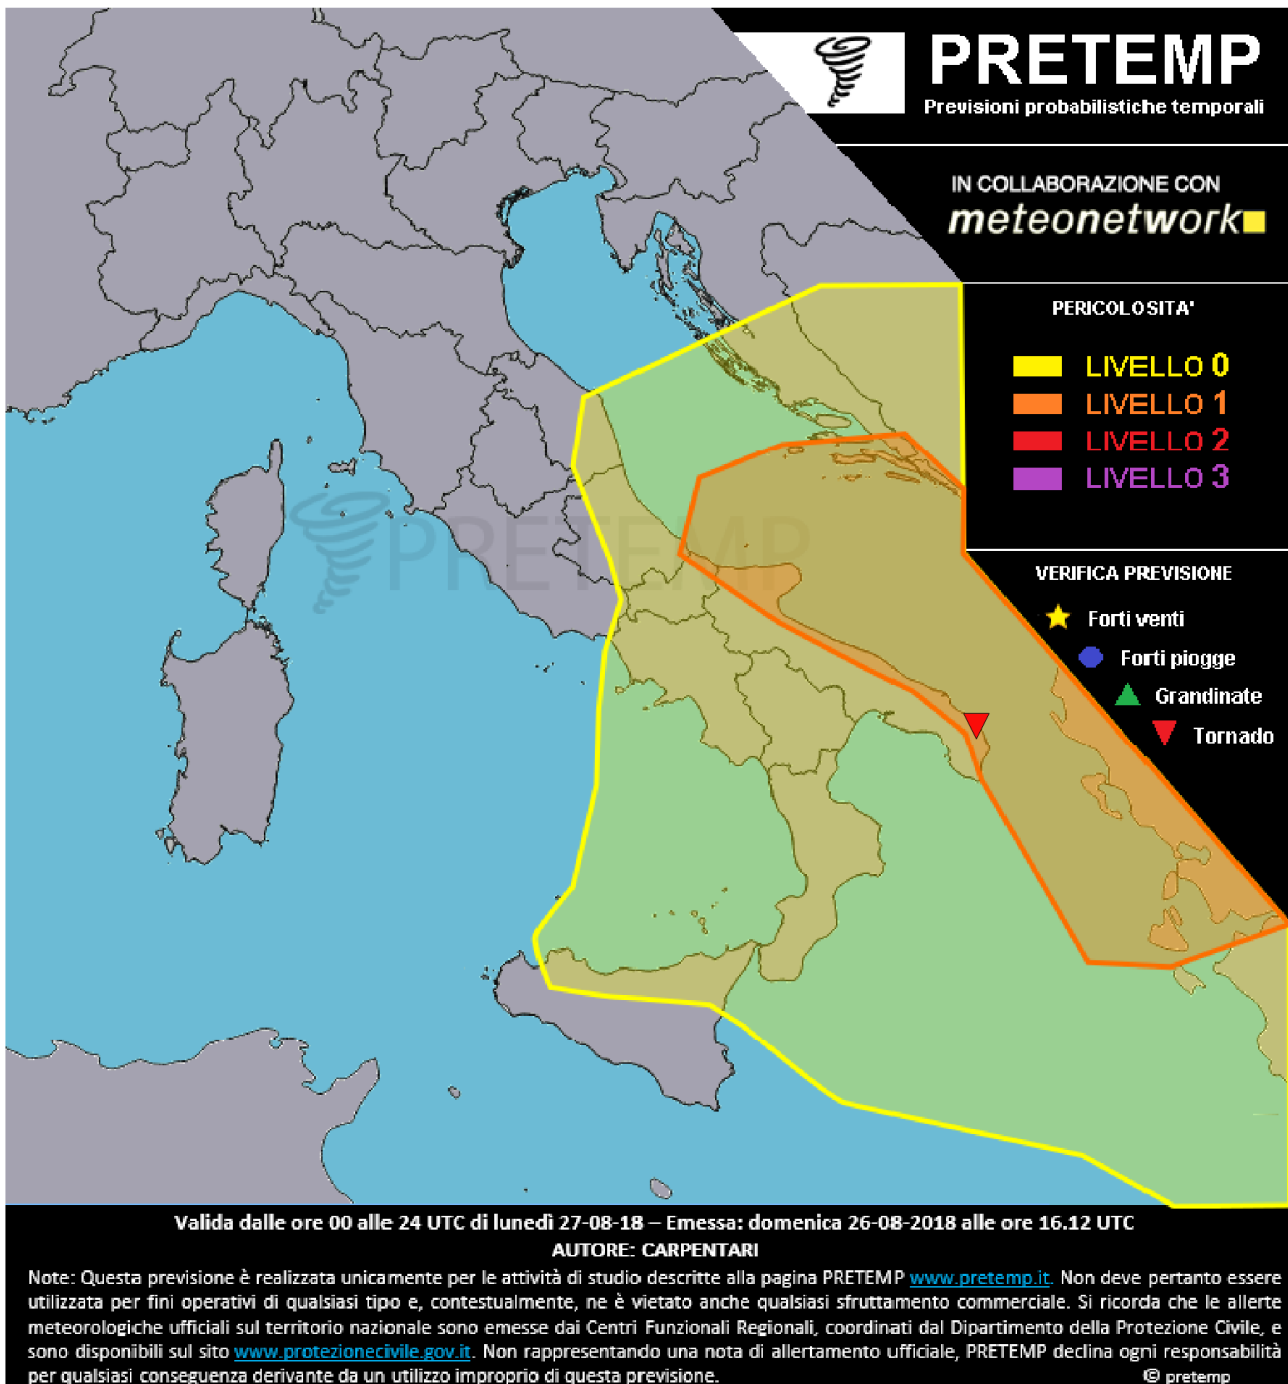 PRETEMP
Previsioni probabilistiche temporali
IN COLLABORAZIONE CON
meteonetwork
PERICOLOSITA'
LIVELLO 0
LIVELLO 1
LIVELLO 2
LIVELLO 3
PRETEMP
VERIFICA PREVISIONE
Forti venti
Forti piogge
Grandinate
Tornado
Valida dalle ore 00 alle 24 UTC di lunedì 27-08-18 – Emessa: domenica 26-08-2018 alle ore 16.12 UTC
AUTORE: CARPENTARI
Note: Questa previsione è realizzata unicamente per le attività di studio descritte alla pagina PRETEMP www.pretemp.it. Non deve pertanto essere
utilizzata per fini operativi di qualsiasi tipo e, contestualmente, ne è vietato anche qualsiasi sfruttamento commerciale. Si ricorda che le allerte
meteorologiche ufficiali sul territorio nazionale sono emesse dai Centri Funzionali Regionali, coordinati dal Dipartimento della Protezione Civile, e
sono disponibili sul sito www.protezionecivile.gov.it. Non rappresentando una nota di allertamento ufficiale, PRETEMP declina ogni responsabilità
per qualsiasi conseguenza derivante da un utilizzo improprio di questa previsione.
© pretemp